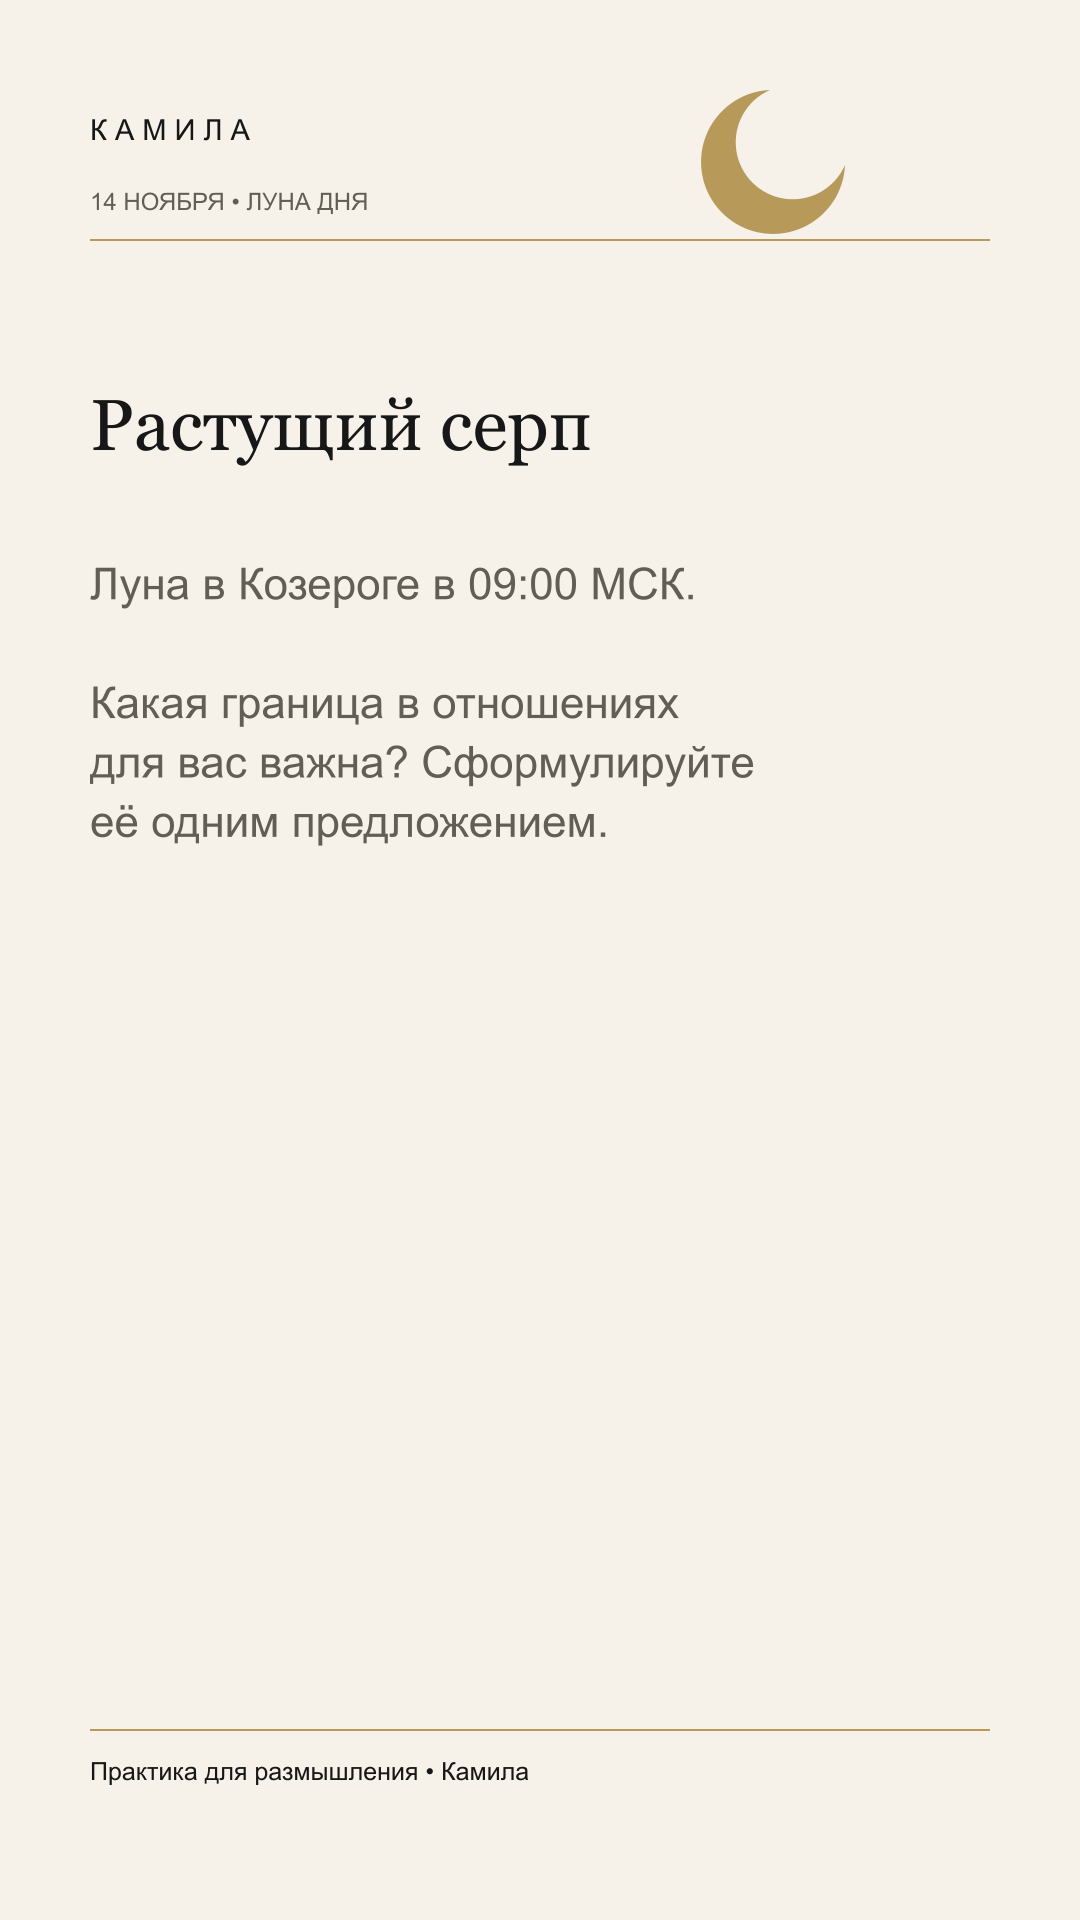 КАМИЛА
14 НОЯБРЯ • ЛУНА ДНЯ
Растущий серп
Луна в Козероге в 09:00 МСК.
Какая граница в отношениях
для вас важна? Сформулируйте
её одним предложением.
Практика для размышления • Камила